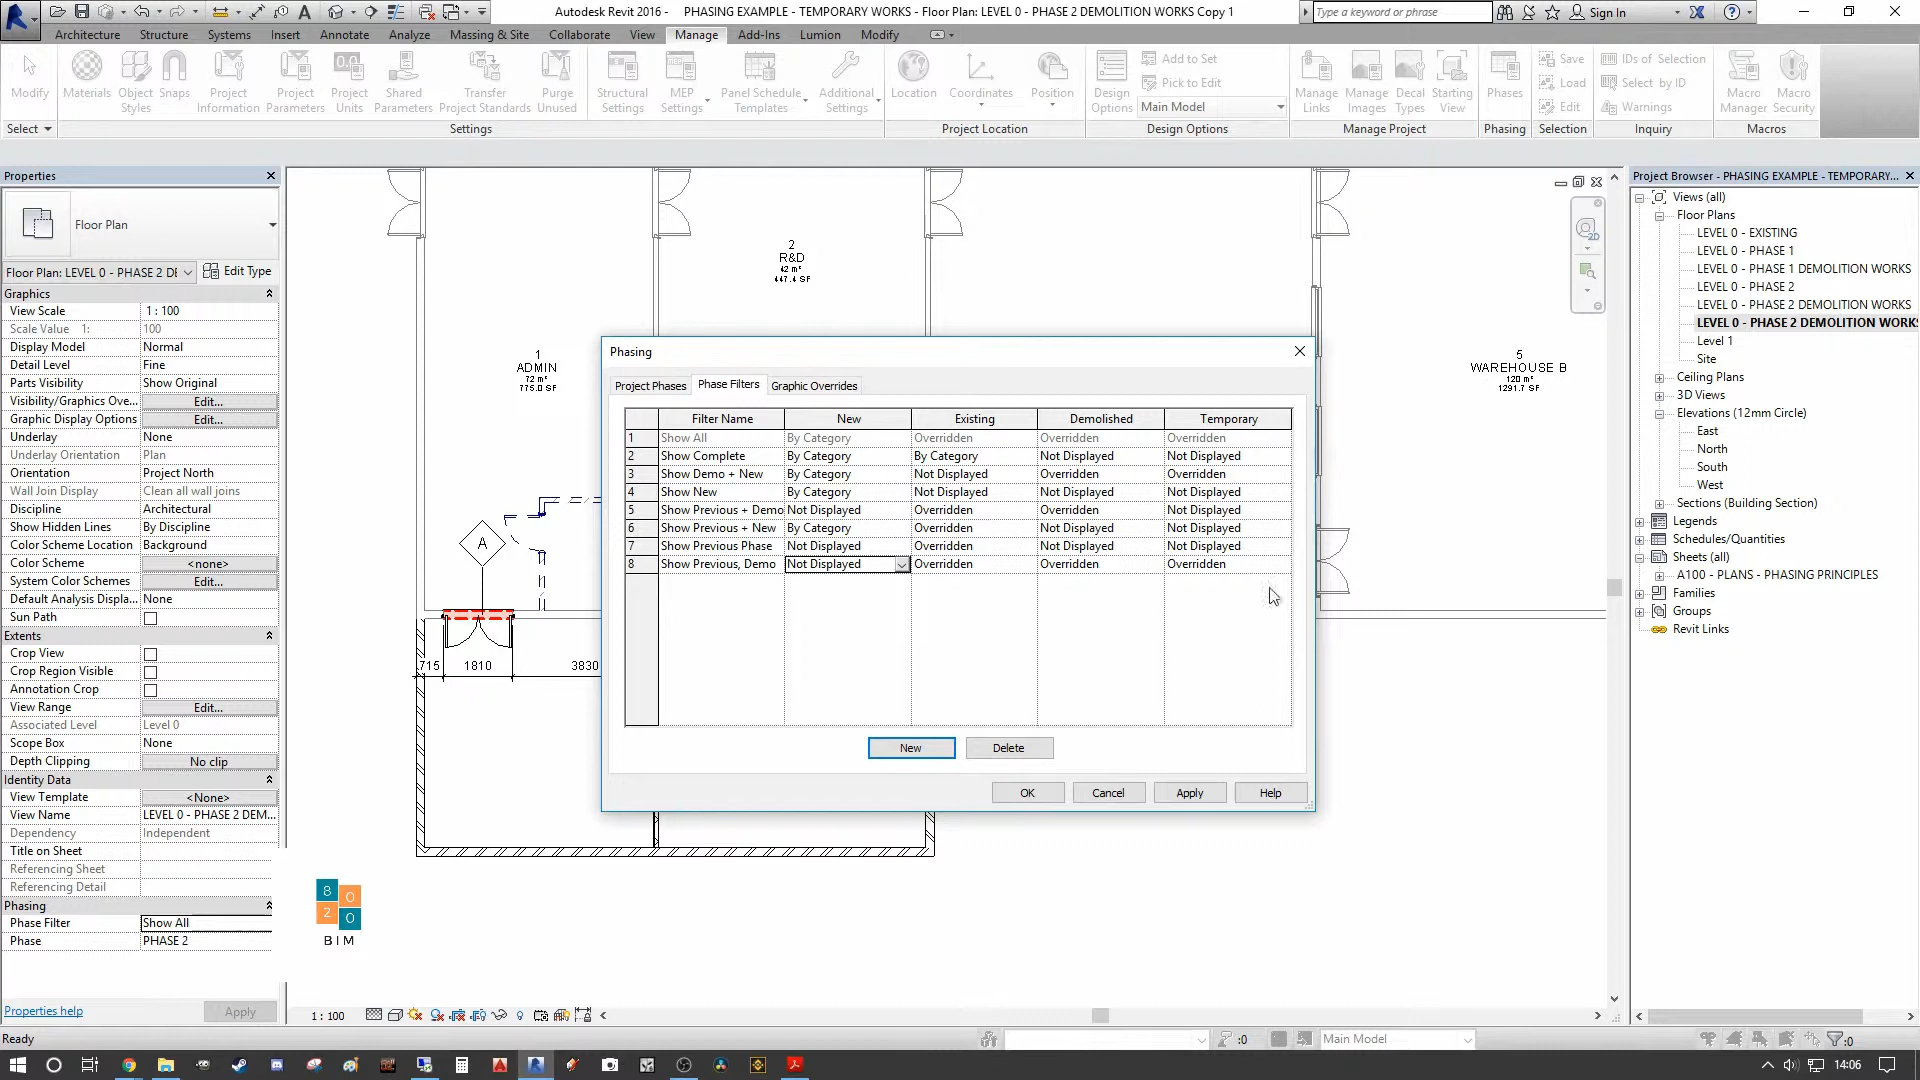 Autodesk Revit 2016 - PHASING EXAMPLE - TEMPORARY WORKS - Floor Plan: LEVEL 0 - PHASE 2 DEMOLITION WORKS Copy 1
Type a keyword or phrase
Sign In
Architecture Structure Systems Insert Annotate Analyze Massing & Site Collaborate View Manage Add-Ins Lumion Modify
Modify
Materials
Object Styles
Snaps
Project Information
Project Parameters
Project Units
Shared Parameters
Transfer Project Standards
Purge Unused
Structural Settings
MEP Settings
Panel Schedule Templates
Additional Settings
Location
Coordinates
Position
Design Options
Add to Set
Pick to Edit
Main Model
Manage Links
Manage Images
Decal Types
Starting View
Phases
Save
Load
Edit
IDs of Selection
Select by ID
Warnings
Macro Manager
Macro Security
Select
Settings
Project Location
Design Options
Manage Project
Phasing
Selection
Inquiry
Macros
Properties
Floor Plan
Floor Plan: LEVEL 0 - PHASE 2 DE
Edit Type
Graphics
View Scale 1 : 100
Scale Value 1: 100
Display Model Normal
Detail Level Fine
Parts Visibility Show Original
Visibility/Graphics Ove... Edit...
Graphic Display Options Edit...
Underlay None
Underlay Orientation Plan
Orientation Project North
Wall Join Display Clean all wall joins
Discipline Architectural
Show Hidden Lines By Discipline
Color Scheme Location Background
Color Scheme <none>
System Color Schemes Edit...
Default Analysis Displa... None
Sun Path
Extents
Crop View
Crop Region Visible
Annotation Crop
View Range Edit...
Associated Level Level 0
Scope Box None
Depth Clipping No clip
Identity Data
View Template <None>
View Name LEVEL 0 - PHASE 2 DEM...
Dependency Independent
Title on Sheet
Referencing Sheet
Referencing Detail
Phasing
Phase Filter Show All
Phase PHASE 2
Properties help
Apply
2
R&D
42 m²
447.4 SF
1
ADMIN
72 m²
775.0 SF
5
WAREHOUSE B
120 m²
1291.7 SF
A
715 1810 3830
8 0
2 0
BIM
2D
Phasing
Project Phases Phase Filters Graphic Overrides
Filter Name New Existing Demolished Temporary
1 Show All By Category Overridden Overridden Overridden
2 Show Complete By Category By Category Not Displayed Not Displayed
3 Show Demo + New By Category Not Displayed Overridden Overridden
4 Show New By Category Not Displayed Not Displayed Not Displayed
5 Show Previous + Demo Not Displayed Overridden Overridden Not Displayed
6 Show Previous + New By Category Overridden Not Displayed Not Displayed
7 Show Previous Phase Not Displayed Overridden Not Displayed Not Displayed
8 Show Previous, Demo Not Displayed Overridden Overridden Overridden
New Delete
OK Cancel Apply Help
Project Browser - PHASING EXAMPLE - TEMPORARY...
Views (all)
Floor Plans
LEVEL 0 - EXISTING
LEVEL 0 - PHASE 1
LEVEL 0 - PHASE 1 DEMOLITION WORKS
LEVEL 0 - PHASE 2
LEVEL 0 - PHASE 2 DEMOLITION WORKS
LEVEL 0 - PHASE 2 DEMOLITION WORKS
Level 1
Site
Ceiling Plans
3D Views
Elevations (12mm Circle)
East
North
South
West
Sections (Building Section)
Legends
Schedules/Quantities
Sheets (all)
A100 - PLANS - PHASING PRINCIPLES
Families
Groups
Revit Links
1 : 100
Ready
:0
Main Model
:0
14:06